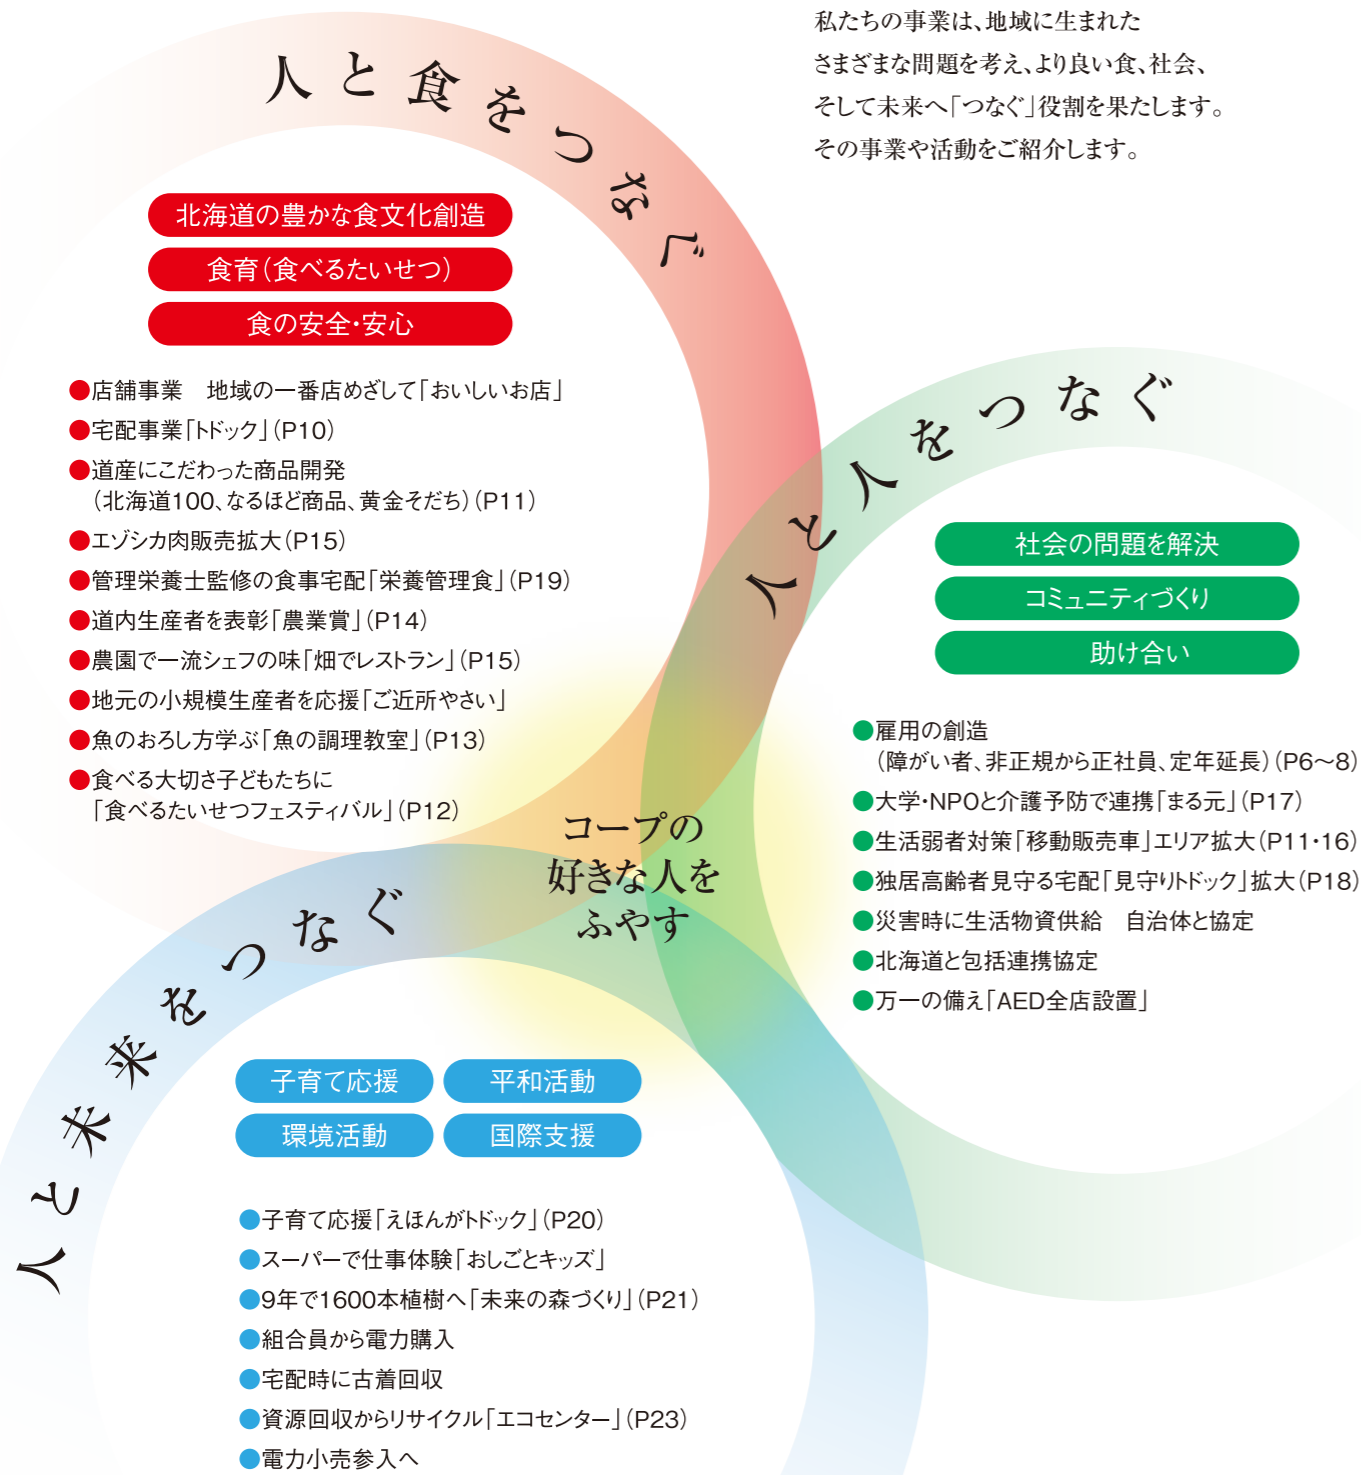 私たちの事業は、地域に生まれた
さまざまな問題を考え、より良い食、社会、
そして未来へ「つなぐ」役割を果たします。
その事業や活動をご紹介します。
人と食をつなぐ
北海道の豊かな食文化創造
食育(食べるたいせつ)
食の安全・安心
●店舗事業　地域の一番店めざして「おいしいお店」
●宅配事業「トドック」(P10)
●道産にこだわった商品開発
(北海道100、なるほど商品、黄金そだち)(P11)
●エゾシカ肉販売拡大(P15)
●管理栄養士監修の食事宅配「栄養管理食」(P19)
●道内生産者を表彰「農業賞」(P14)
●農園で一流シェフの味「畑でレストラン」(P15)
●地元の小規模生産者を応援「ご近所やさい」
●魚のおろし方学ぶ「魚の調理教室」(P13)
●食べる大切さ子どもたちに
「食べるたいせつフェスティバル」(P12)
人と人をつなぐ
社会の問題を解決
コミュニティづくり
助け合い
●雇用の創造
(障がい者、非正規から正社員、定年延長)(P6〜8)
●大学・NPOと介護予防で連携「まる元」(P17)
●生活弱者対策「移動販売車」エリア拡大(P11・16)
●独居高齢者見守る宅配「見守りトドック」拡大(P18)
●災害時に生活物資供給　自治体と協定
●北海道と包括連携協定
●万一の備え「AED全店設置」
コープの
好きな人を
ふやす
人と未来をつなぐ
子育て応援
平和活動
環境活動
国際支援
●子育て応援「えほんがトドック」(P20)
●スーパーで仕事体験「おしごとキッズ」
●9年で1600本植樹へ「未来の森づくり」(P21)
●組合員から電力購入
●宅配時に古着回収
●資源回収からリサイクル「エコセンター」(P23)
●電力小売参入へ